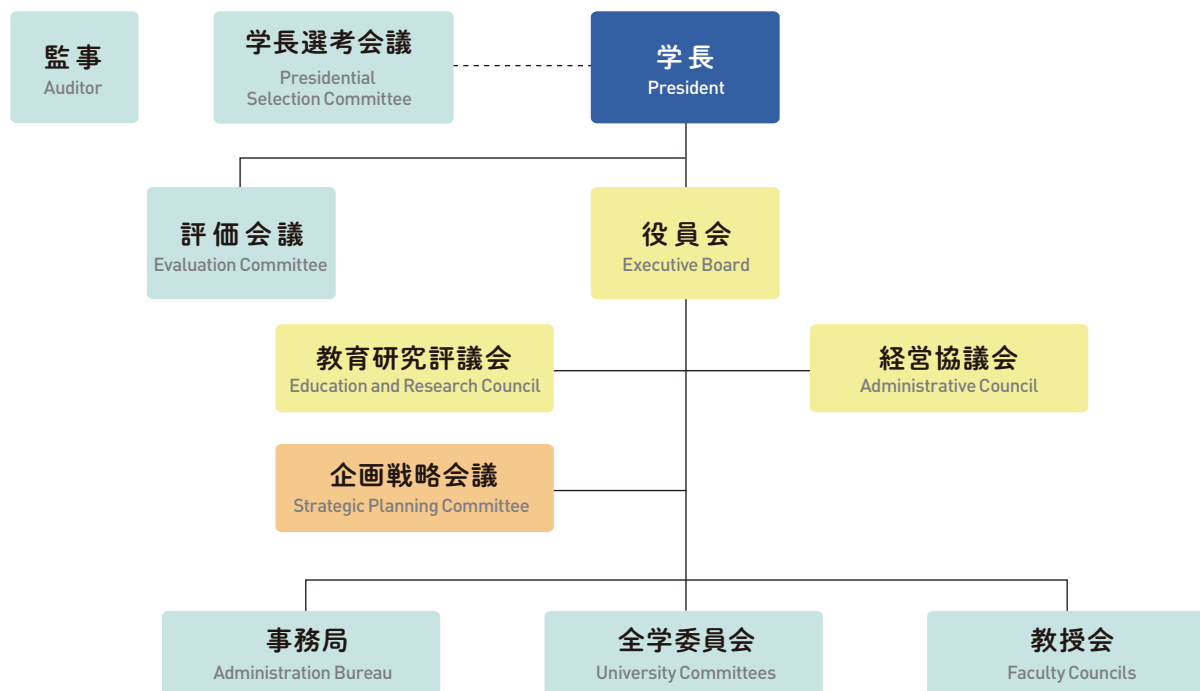 監事
Auditor
学長選考会議
Presidential
Selection Committee
学長
President
評価会議
Evaluation Committee
役員会
Executive Board
教育研究評議会
Education and Research Council
経営協議会
Administrative Council
企画戦略会議
Strategic Planning Committee
事務局
Administration Bureau
全学委員会
University Committees
教授会
Faculty Councils